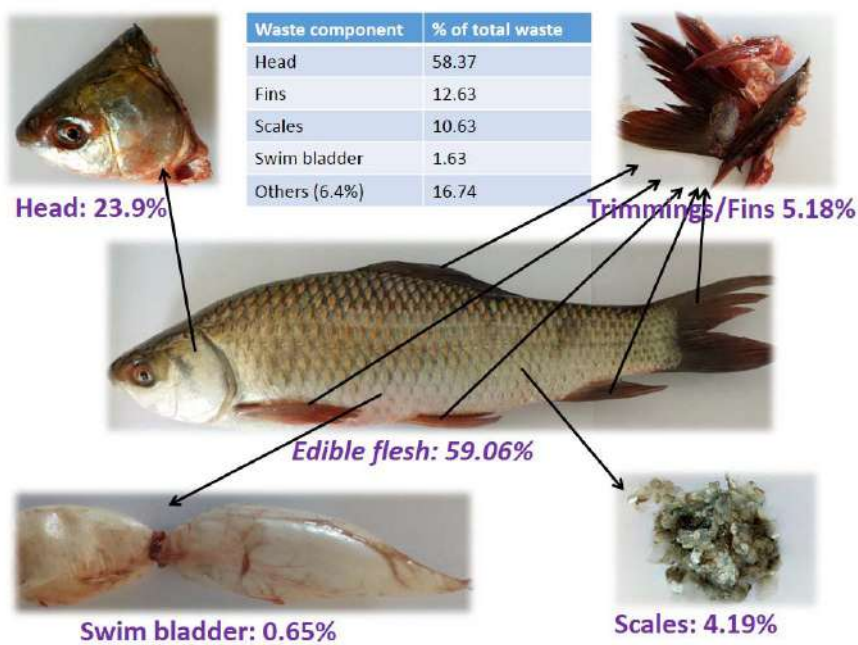 Waste component % of total waste
Head 58.37
Fins 12.63
Scales 10.63
Swim bladder 1.63
Others (6.4%) 16.74
Head: 23.9%
Trimmings/Fins 5.18%
Edible flesh: 59.06%
Swim bladder: 0.65%
Scales: 4.19%